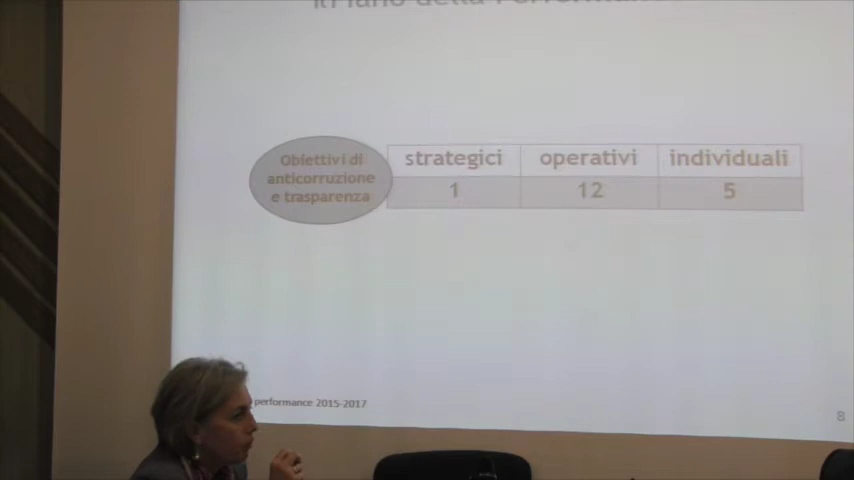 Il Piano della Performance
Obiettivi di
anticorruzione
e trasparenza
strategici operativi individuali
1 12 5
performance 2015-2017
8